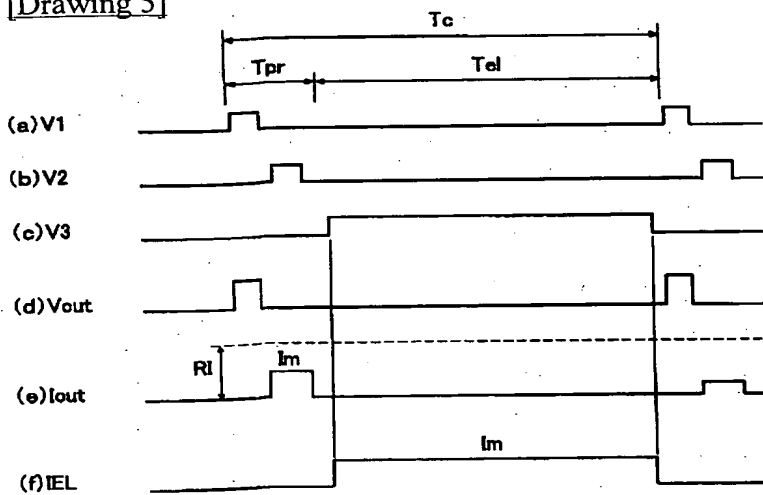 [Drawing 5]
Tc
Tpr
Tel
(a)V1
(b)V2
(c)V3
(d)Vout
RI
Im
(e)Iout
Im
(f)IEL